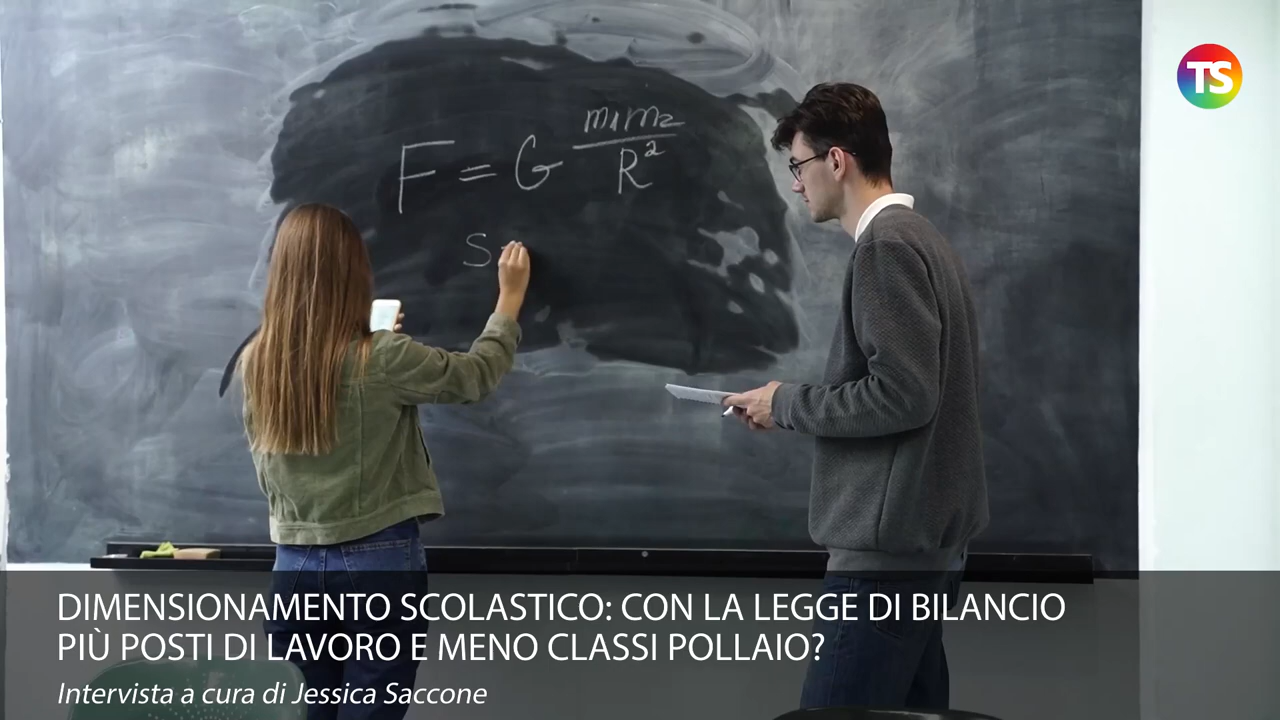 TS
F = G m₁m₂ / R²
S
DIMENSIONAMENTO SCOLASTICO: CON LA LEGGE DI BILANCIO
PIÙ POSTI DI LAVORO E MENO CLASSI POLLAIO?
Intervista a cura di Jessica Saccone